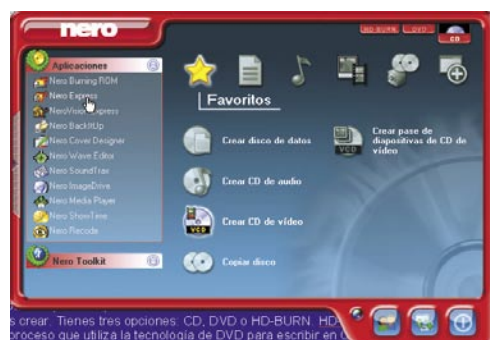 nero
HD-BURN DVD CD
Aplicaciones
Nero Burning ROM
Nero Express
NeroVision Express
Nero BackItUp
Nero Cover Designer
Nero Wave Editor
Nero SoundTrax
Nero ImageDrive
Nero Media Player
Nero ShowTime
Nero Recode
Nero Toolkit
Favoritos
Crear disco de datos
Crear pase de
diapositivas de CD de
vídeo
VCD
Crear CD de audio
Crear CD de vídeo
VCD
Copiar disco
s crear. Tienes tres opciones: CD, DVD o HD-BURN. HD-
proceso que utiliza la tecnología de DVD para escribir en